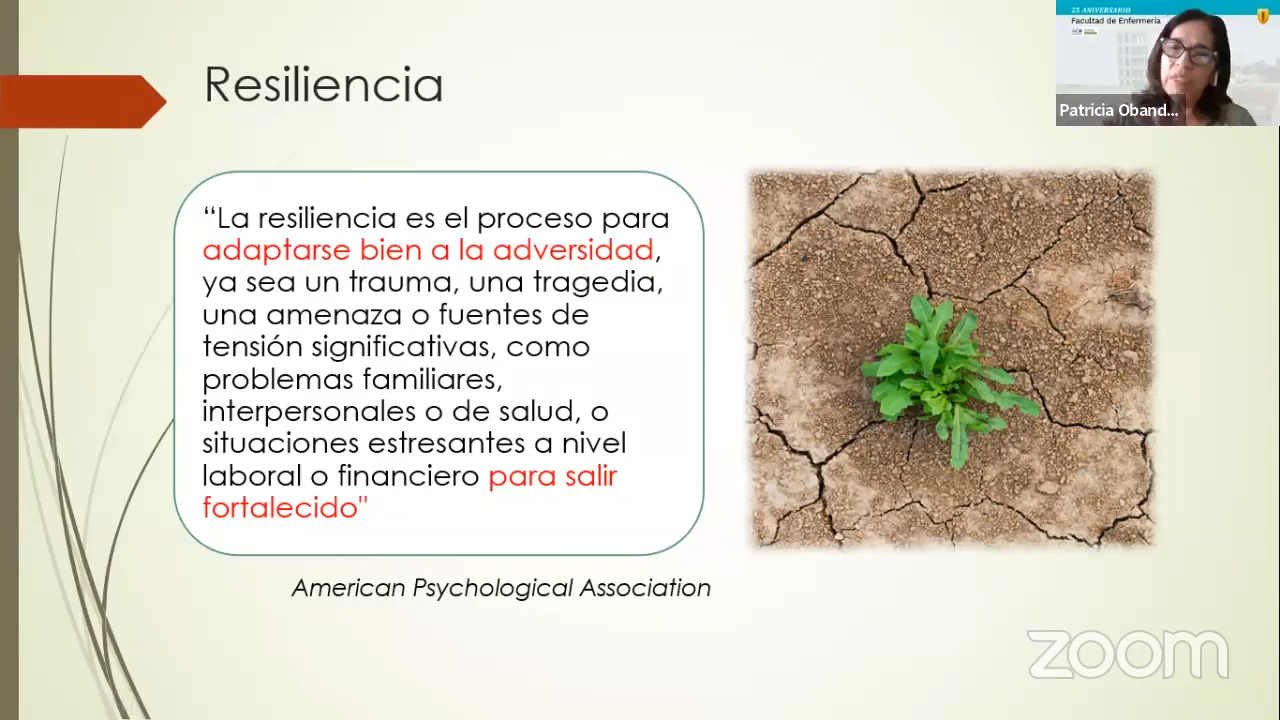 Resiliencia
“La resiliencia es el proceso para
adaptarse bien a la adversidad,
ya sea un trauma, una tragedia,
una amenaza o fuentes de
tensión significativas, como
problemas familiares,
interpersonales o de salud, o
situaciones estresantes a nivel
laboral o financiero para salir
fortalecido"
American Psychological Association
25 ANIVERSARIO
Facultad de Enfermería
Patricia Oband...
zoom